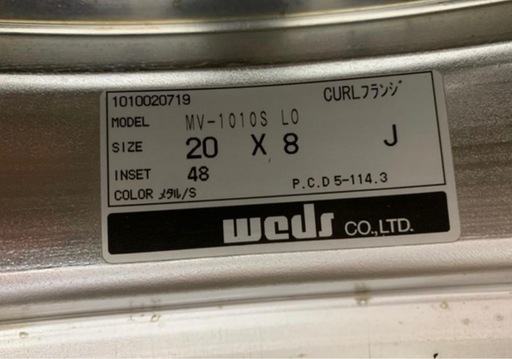 1010020719 CURLフランジ
MODEL MV-1010S LO
SIZE 20 X 8 J
INSET 48 P.C.D 5-114.3
COLOR メタル/S
weds CO.,LTD.